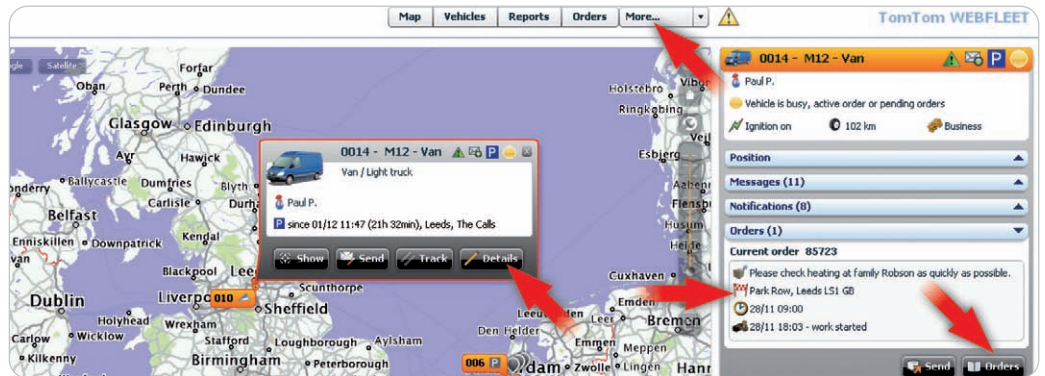 Map Vehicles Reports Orders More...
TomTom WEBFLEET
Satellite
Forfar
Oban Perth Dundee
Glasgow Edinburgh
Ayr Hawick
Ballycastle Dumfries Blyth
Belfast Carlisle
Enniskillen Downpatrick Kendal
Blackpool
Scunthorpe
Dublin Sheffield
Holyhead Wrexham
Carlow Wicklow Stafford Loughborough Aylsham
Kilkenny Birmingham Peterborough
010
006 P
Holstebro
Ringkøbing
Esbjerg
Husum
Heide
Cuxhaven
Emden
Leer Bremen
Den Helder Emmen Meppen
Zwolle Lingen
0014 - M12 - Van P
Van / Light truck
Paul P.
P since 01/12 11:47 (21h 32min), Leeds, The Calls
Show Send Track Details
0014 - M12 - Van P
Paul P.
Vehicle is busy, active order or pending orders
Ignition on 102 km Business
Position
Messages (11)
Notifications (8)
Orders (1)
Current order 85723
Please check heating at family Robson as quickly as possible.
Park Row, Leeds LS1 GB
28/11 09:00
28/11 18:03 - work started
Send Orders